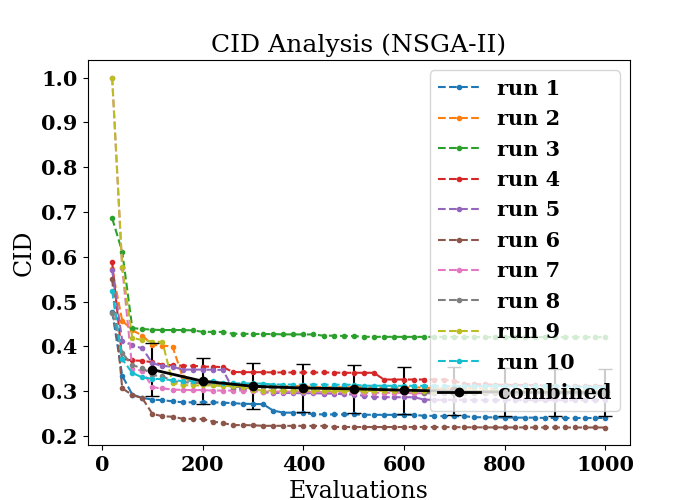 CID Analysis (NSGA-II)
1.0
0.9
0.8
0.7
0.6
0.5
0.4
0.3
0.2
CID
run 1
run 2
run 3
run 4
run 5
run 6
run 7
run 8
run 9
run 10
combined
0 200 400 600 800 1000
Evaluations